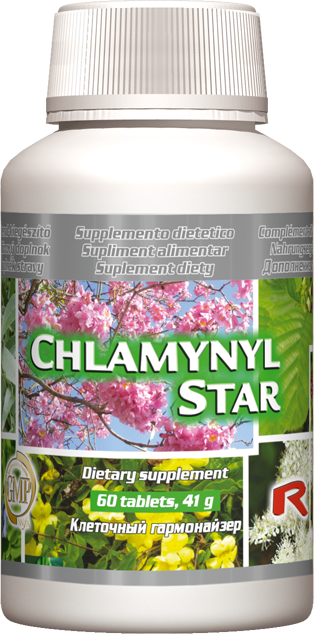 Supplemento dietetico
Supliment alimentar
Suplement diety
CHLAMYNYL
STAR
Dietary supplement
60 tablets, 41 g
Клеточный гармонайзер
GMP
R